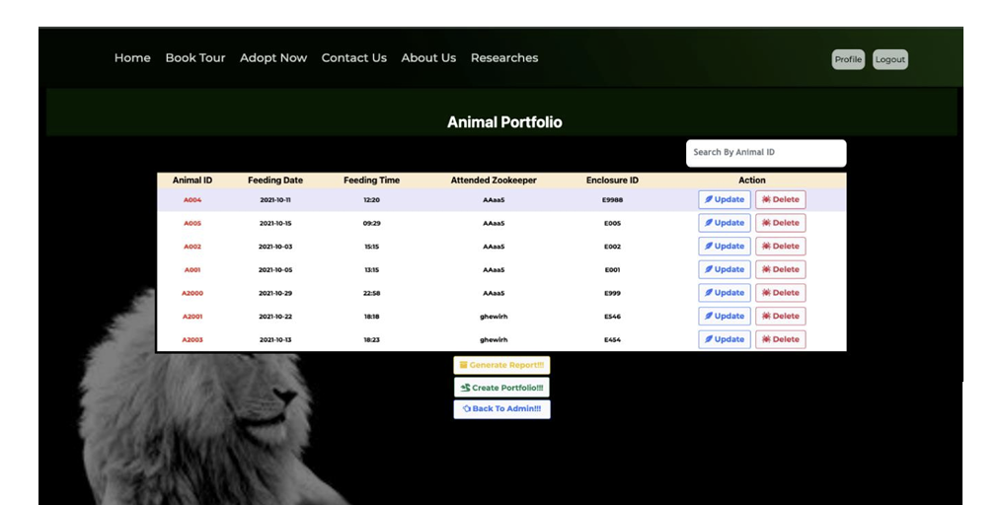 Home Book Tour Adopt Now Contact Us About Us Researches Profile Logout
Animal Portfolio
Search By Animal ID
Animal ID Feeding Date Feeding Time Attended Zookeeper Enclosure ID Action
A004 2021-10-11 12:20 AAaa5 E9988 Update Delete
A005 2021-10-15 09:29 AAaa5 E005 Update Delete
A002 2021-10-03 15:15 AAaa5 E002 Update Delete
A001 2021-10-05 13:15 AAaa5 E001 Update Delete
A2000 2021-10-29 22:58 AAaa5 E999 Update Delete
A2001 2021-10-22 18:18 ghewirh E546 Update Delete
A2003 2021-10-13 18:23 ghewirh E454 Update Delete
Generate Report!!!
Create Portfolio!!!
Back To Admin!!!